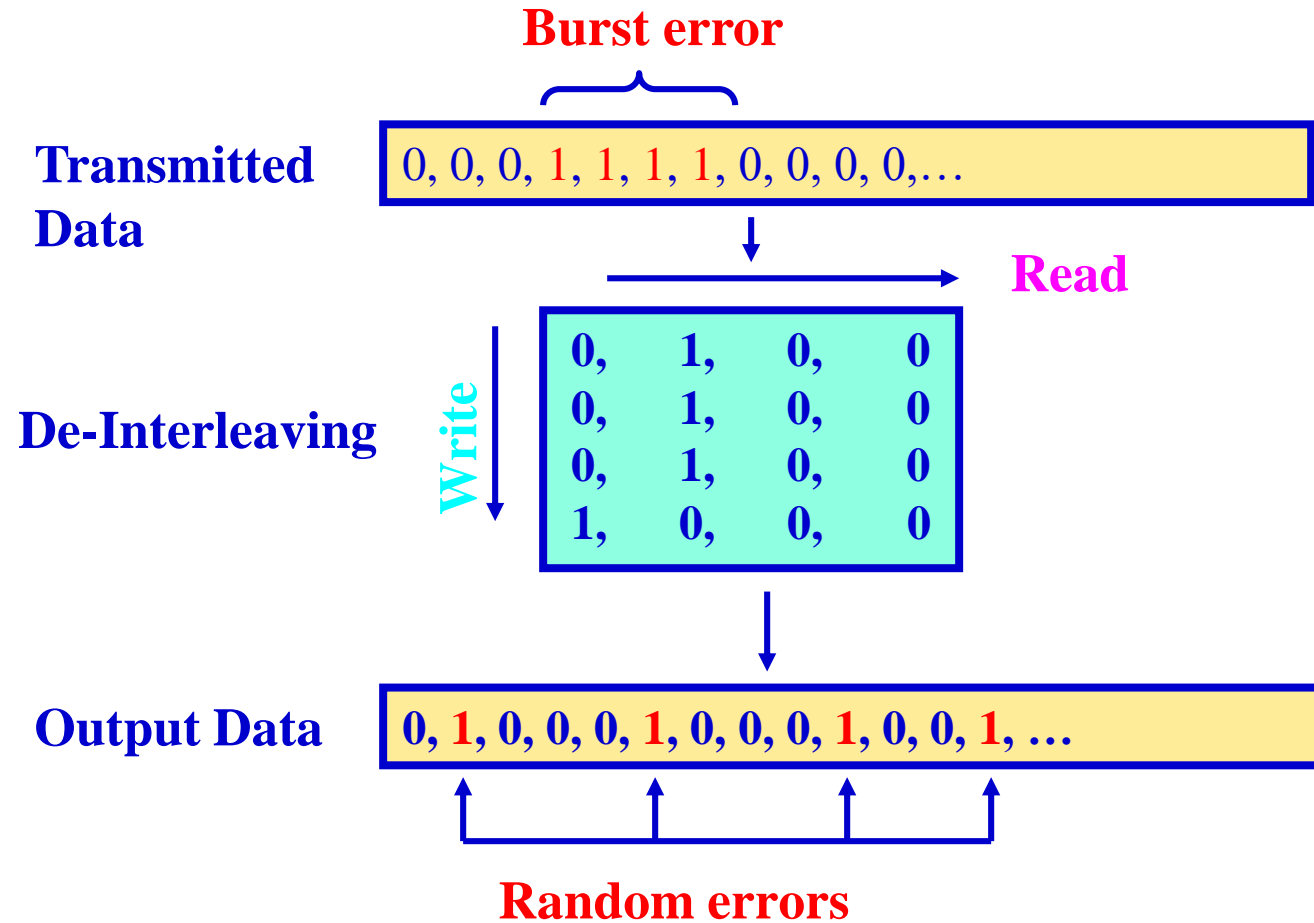 Burst error
Transmitted
Data
0, 0, 0, 1, 1, 1, 1, 0, 0, 0, 0,…
Read
Write
De-Interleaving
0, 1, 0, 0
0, 1, 0, 0
0, 1, 0, 0
1, 0, 0, 0
Output Data
0, 1, 0, 0, 0, 1, 0, 0, 0, 1, 0, 0, 1, …
Random errors